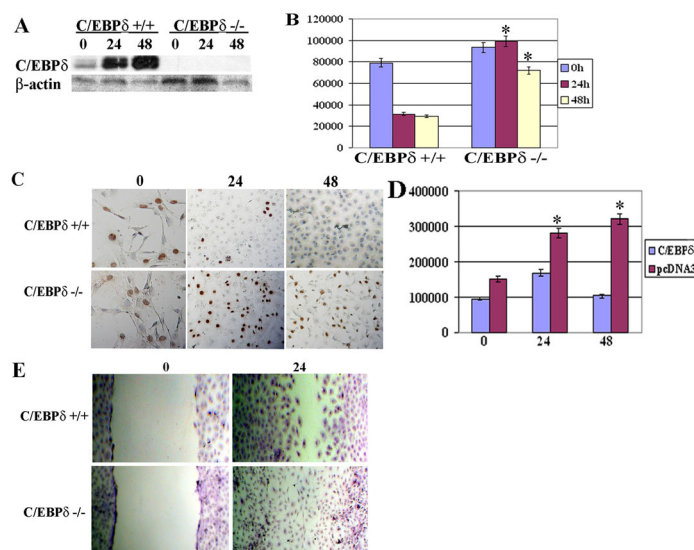 A
C/EBPδ +/+ C/EBPδ -/-
0 24 48 0 24 48
C/EBPδ
β-actin
B
100000
80000
60000
40000
20000
0
C/EBPδ +/+ C/EBPδ -/-
* *
0h
24h
48h
C
0 24 48
C/EBPδ +/+
C/EBPδ -/-
D
400000
300000
200000
100000
0
* *
0 24 48
C/EBPδ
pcDNA3
E
0 24
C/EBPδ +/+
C/EBPδ -/-